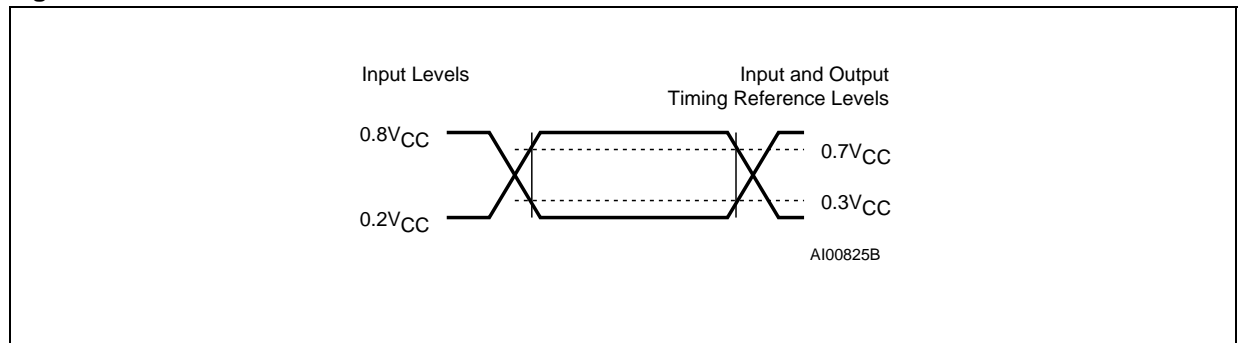 Input Levels
Input and Output
Timing Reference Levels
0.8VCC
0.7VCC
0.3VCC
0.2VCC
AI00825B